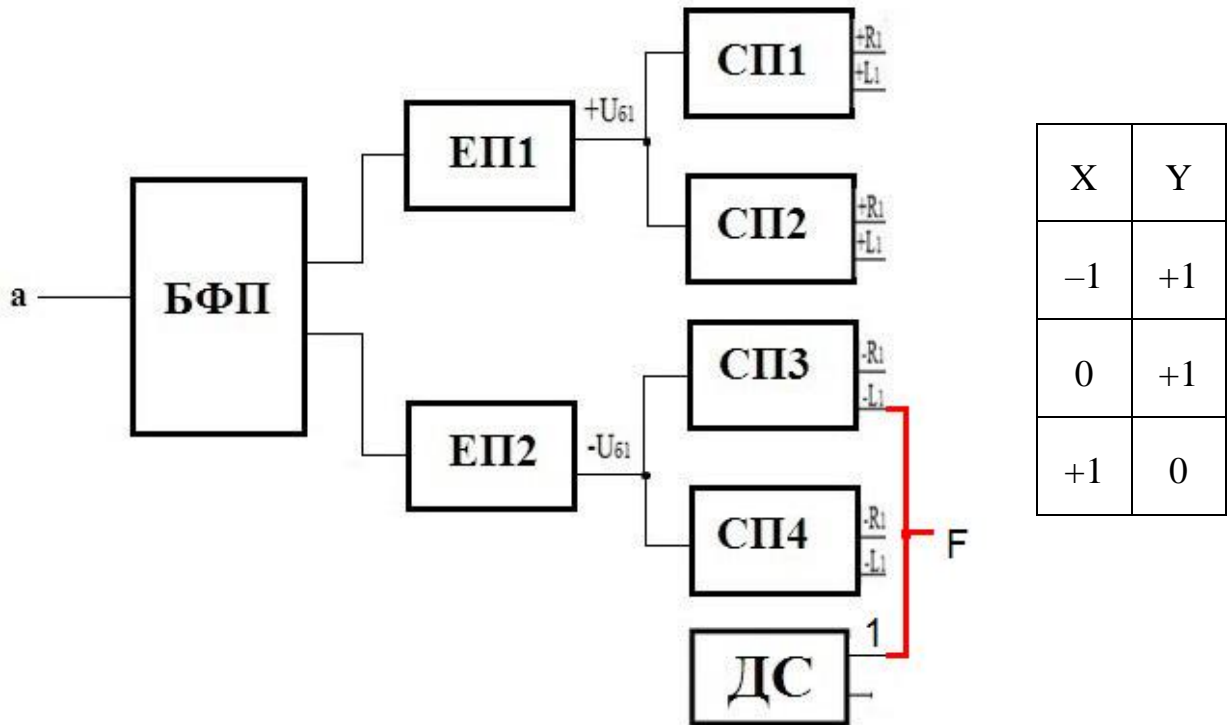 a
БФП
ЕП1
+Uб1
ЕП2
-Uб1
СП1
+R1
+L1
СП2
+R1
+L1
СП3
-R1
-L1
СП4
-R1
-L1
ДС
1
F
X Y
–1 +1
0 +1
+1 0